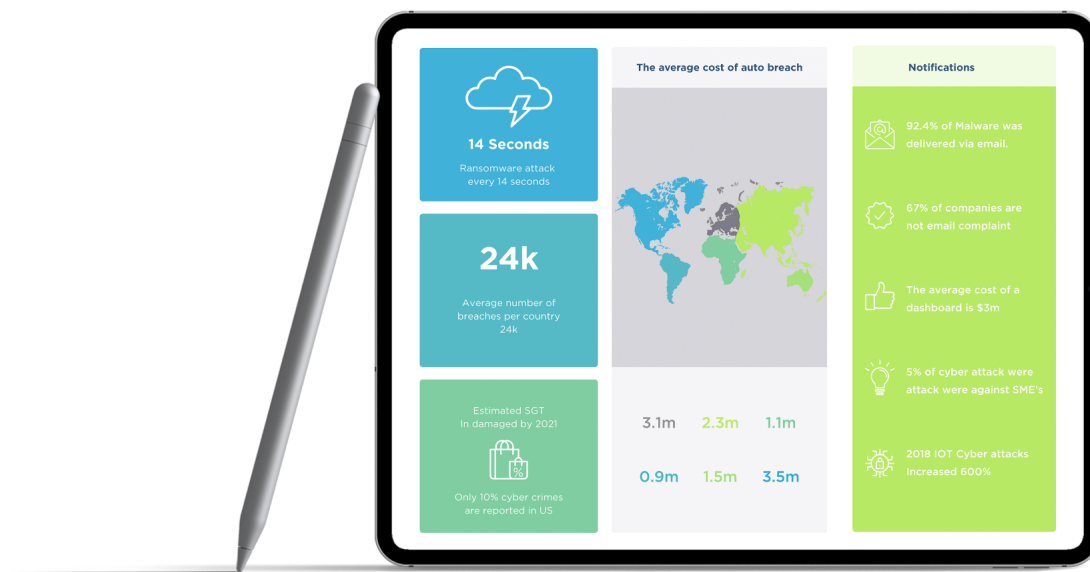 14 Seconds
Ransomware attack
every 14 seconds
24k
Average number of
breaches per country
24k
Estimated SGT
In damaged by 2021
%
Only 10% cyber crimes
are reported in US
The average cost of auto breach
3.1m 2.3m 1.1m
0.9m 1.5m 3.5m
Notifications
@
92.4% of Malware was
delivered via email.
67% of companies are
not email complaint
The average cost of a
dashboard is $3m
5% of cyber attack were
attack were against SME's
2018 IOT Cyber attacks
Increased 600%